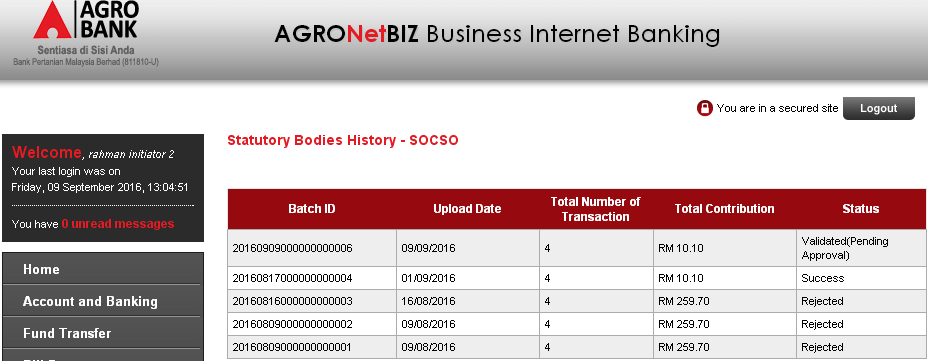 AGRO
BANK
Sentiasa di Sisi Anda
Bank Pertanian Malaysia Berhad (811810-U)
AGRONetBIZ Business Internet Banking
You are in a secured site
Logout
Welcome, rahman initiator 2
Your last login was on
Friday, 09 September 2016, 13:04:51
You have 0 unread messages
Home
Account and Banking
Fund Transfer
Statutory Bodies History - SOCSO
Batch ID Upload Date Total Number of Transaction Total Contribution Status
20160909000000000006 09/09/2016 4 RM 10.10 Validated(Pending Approval)
20160817000000000004 01/09/2016 4 RM 10.10 Success
20160816000000000003 16/08/2016 4 RM 259.70 Rejected
20160809000000000002 09/08/2016 4 RM 259.70 Rejected
20160809000000000001 09/08/2016 4 RM 259.70 Rejected